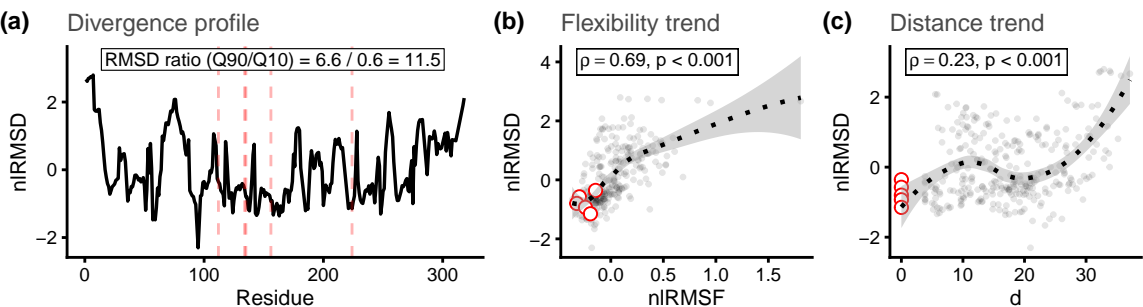 (a) Divergence profile
RMSD ratio (Q90/Q10) = 6.6 / 0.6 = 11.5
nlRMSD
2
0
−2
0
100
200
300
Residue
(b) Flexibility trend
ρ = 0.69, p < 0.001
nlRMSD
4
2
0
−2
0.0
0.5
1.0
1.5
nlRMSF
(c) Distance trend
ρ = 0.23, p < 0.001
nlRMSD
2
0
−2
0
10
20
30
d